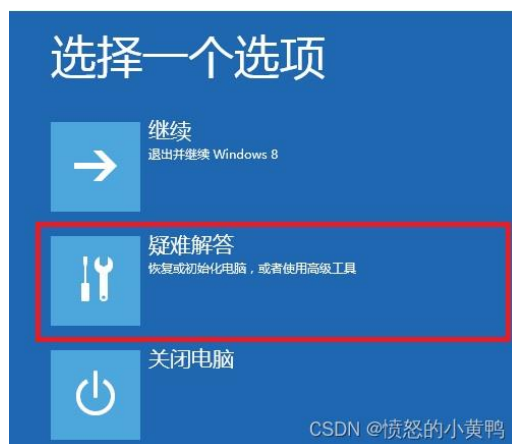 选择一个选项
继续
退出并继续 Windows 8
疑难解答
恢复或初始化电脑，或者使用高级工具
关闭电脑
CSDN @愤怒的小黄鸭